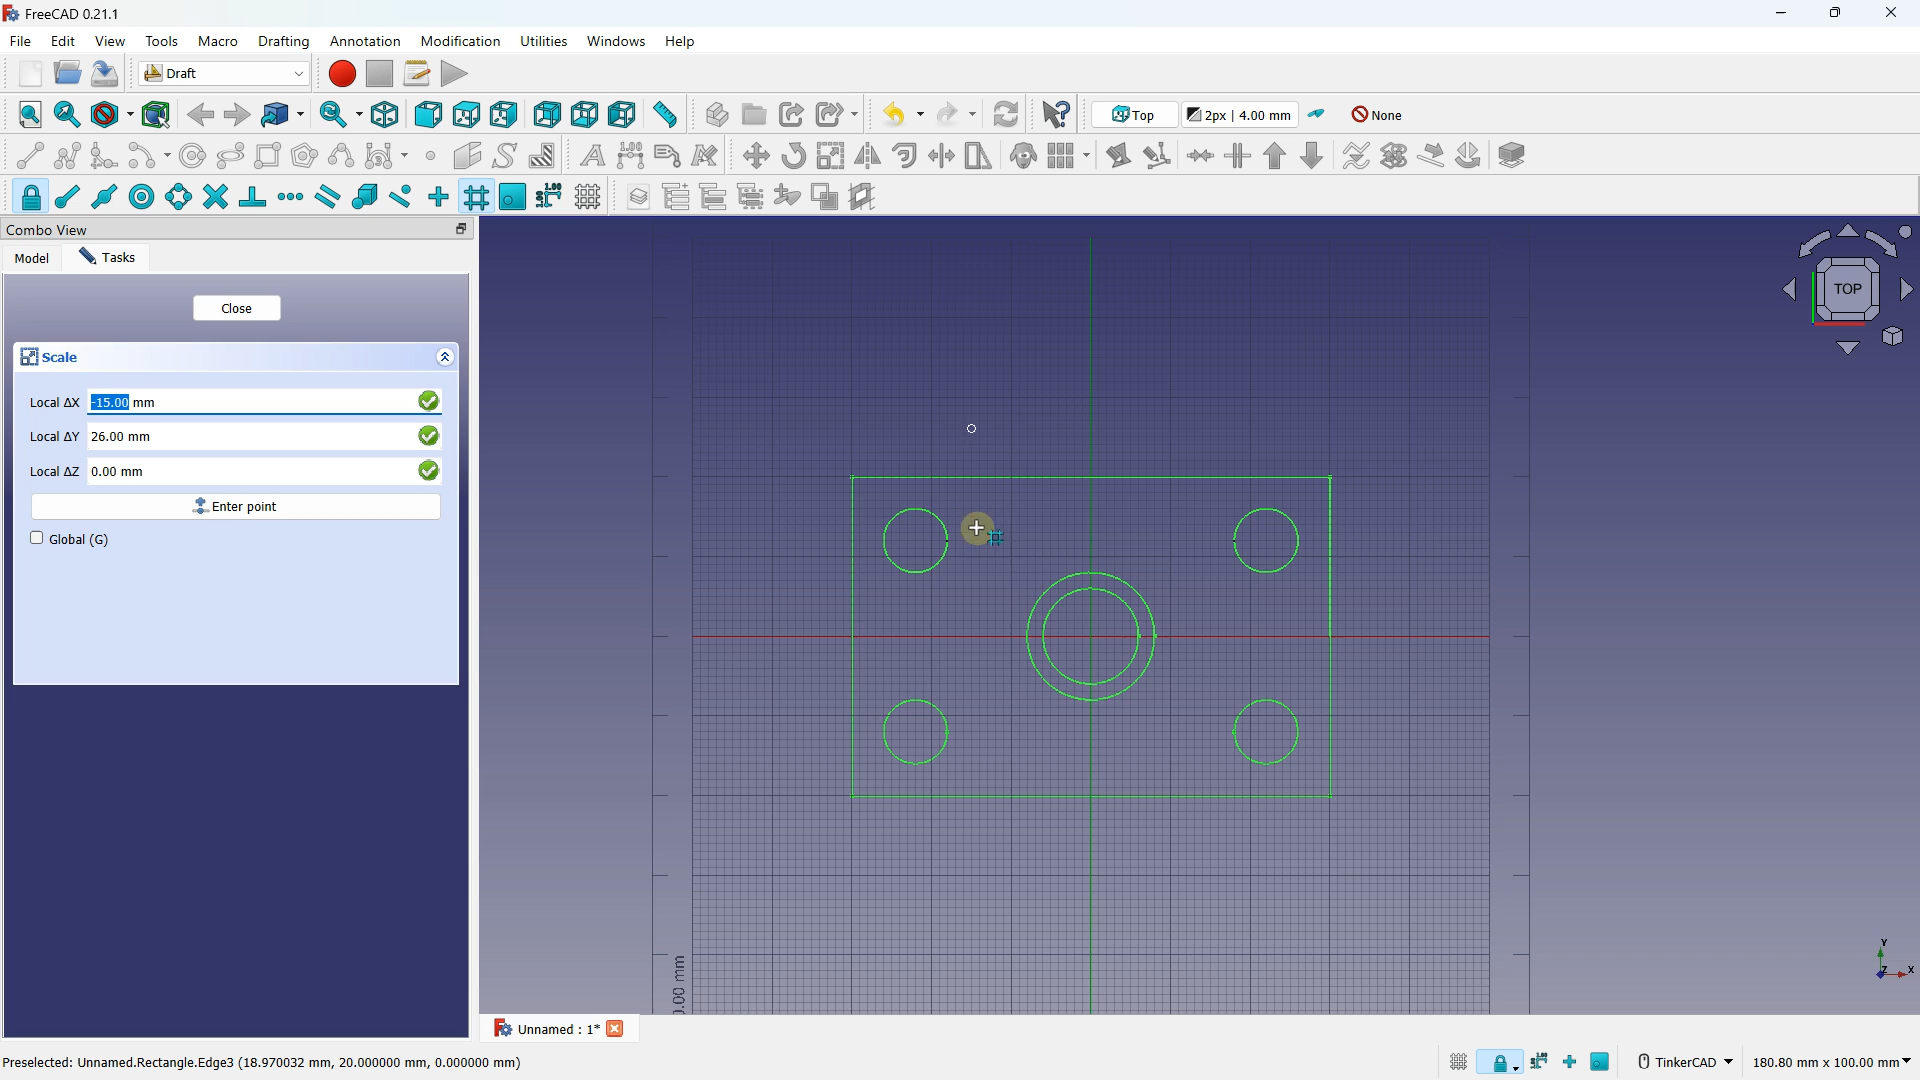 FreeCAD 0.21.1
File Edit View Tools Macro Drafting Annotation Modification Utilities Windows Help
Draft
Top 2px | 4.00 mm None
Combo View
Model Tasks
Close
Scale
Local ΔX -15.00 mm
Local ΔY 26.00 mm
Local ΔZ 0.00 mm
Enter point
Global (G)
TOP
.00 mm
Y
Z X
Unnamed : 1*
Preselected: Unnamed.Rectangle.Edge3 (18.970032 mm, 20.000000 mm, 0.000000 mm)
TinkerCAD 180.80 mm x 100.00 mm